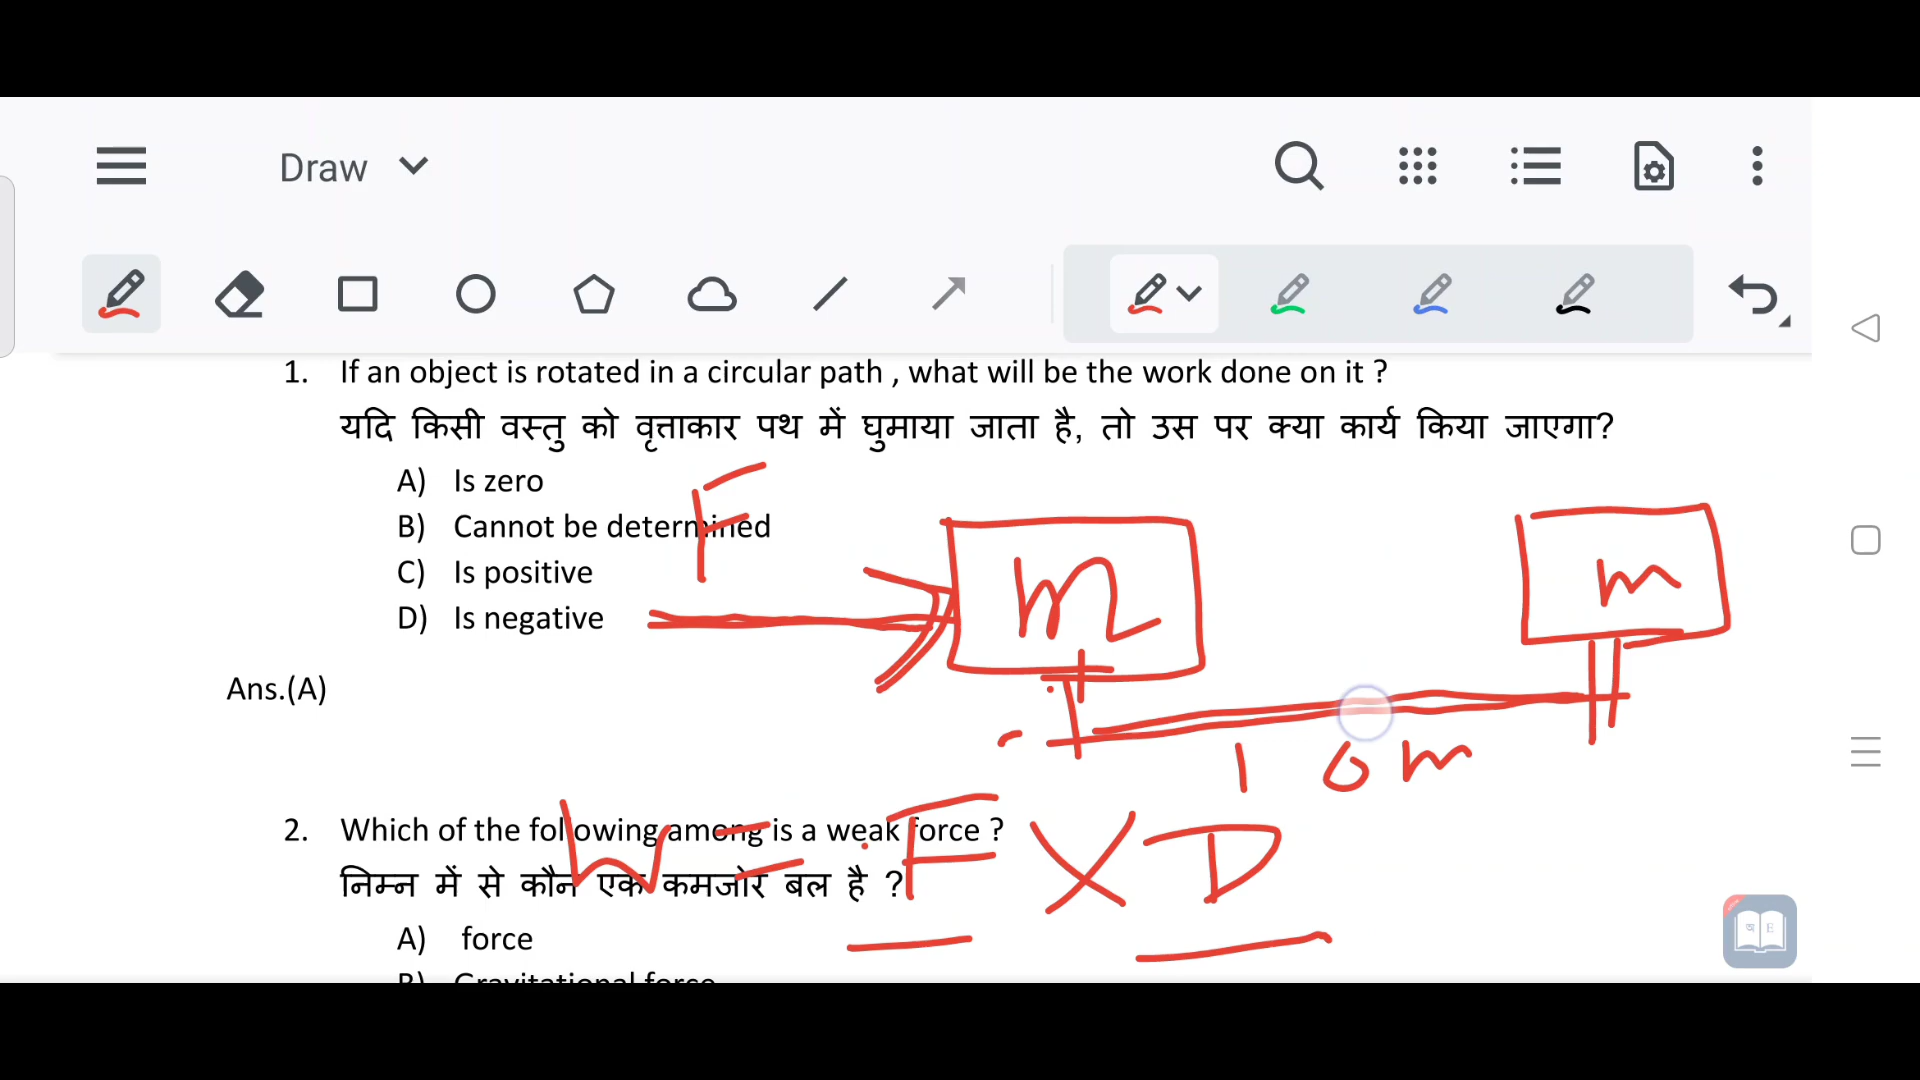 Draw
1. If an object is rotated in a circular path , what will be the work done on it ?
यदि किसी वस्तु को वृत्ताकार पथ में घुमाया जाता है, तो उस पर क्या कार्य किया जाएगा?
A) Is zero
F
B) Cannot be determined
C) Is positive
m
m
D) Is negative
Ans.(A)
10m
2. Which of the following among is a weak force ?
W = F X D
निम्न में से कौन एक कमजोर बल है ?
A) force
B) Gravitational force